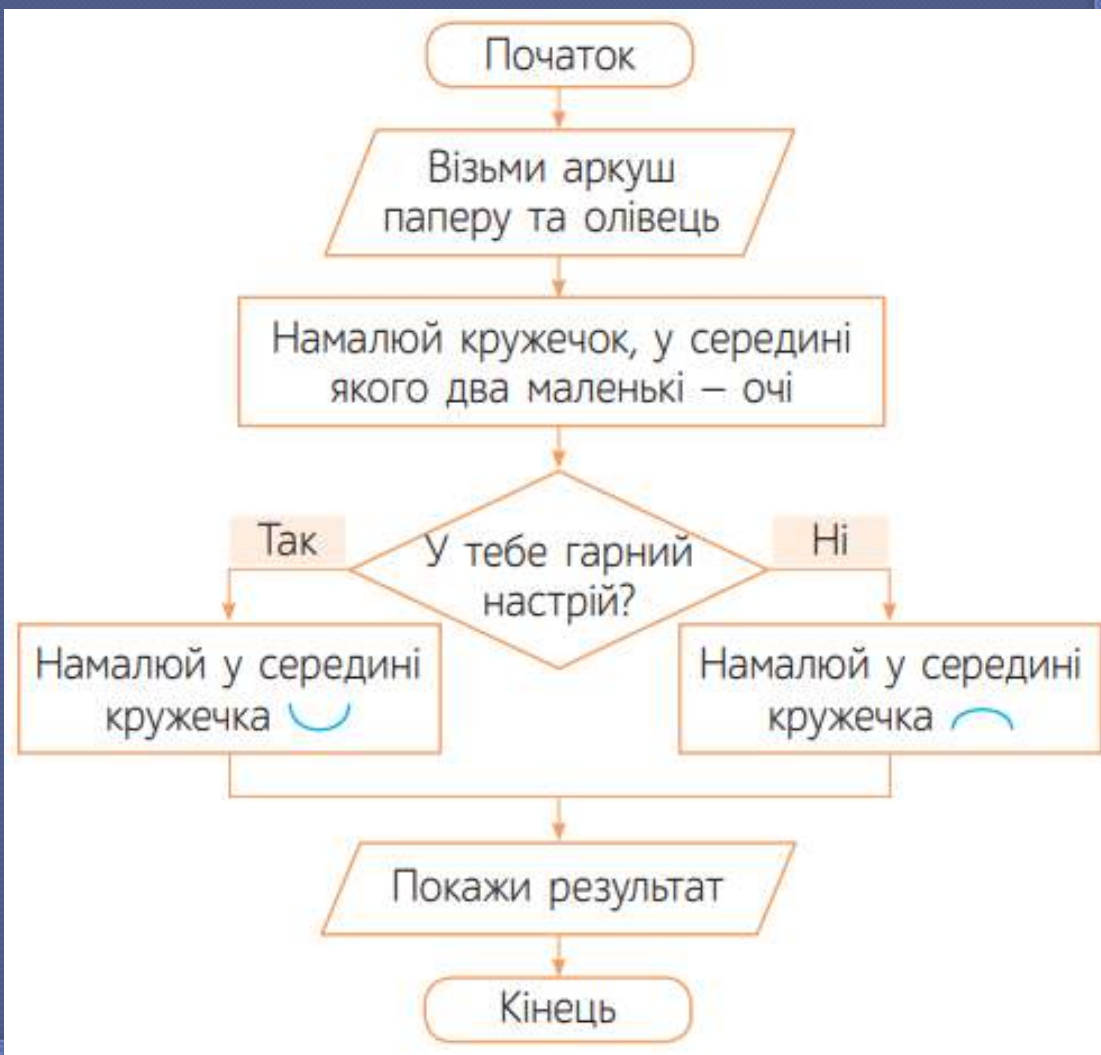 Початок
Візьми аркуш
паперу та олівець
Намалюй кружечок, у середині
якого два маленькі – очі
У тебе гарний
настрій?
Так
Ні
Намалюй у середині
кружечка
Намалюй у середині
кружечка
Покажи результат
Кінець